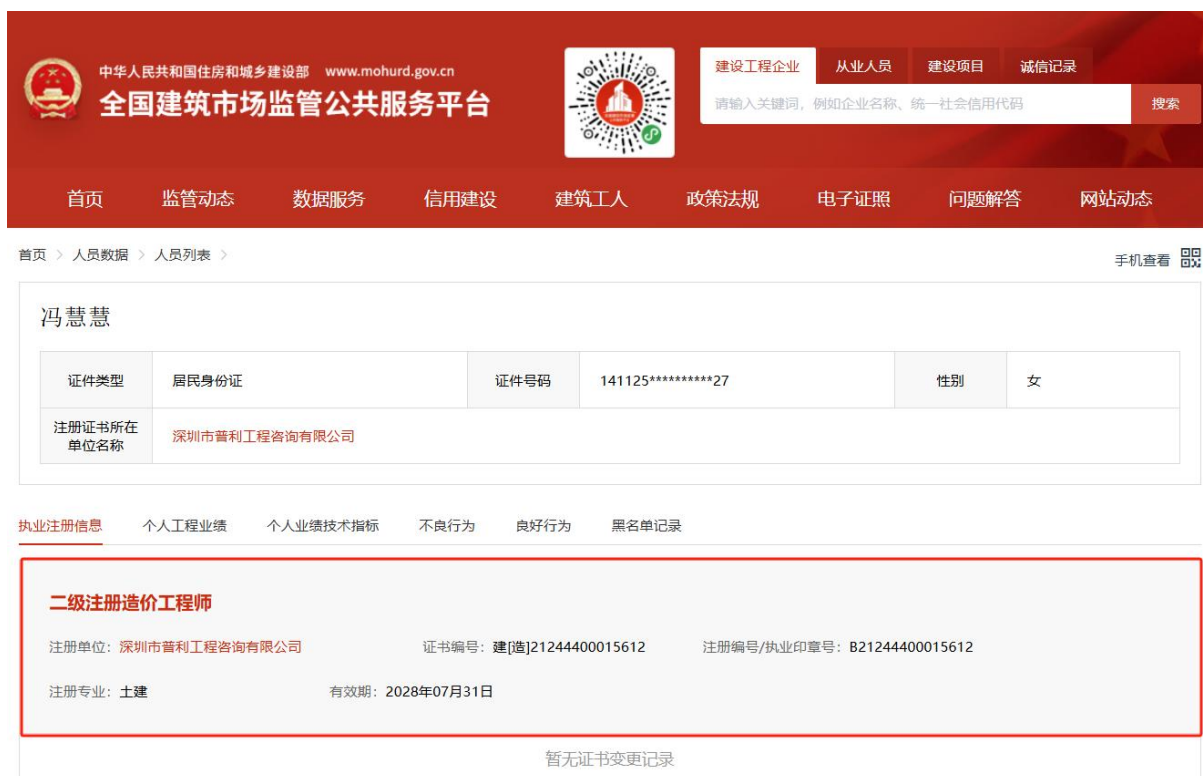 中华人民共和国住房和城乡建设部 www.mohurd.gov.cn
全国建筑市场监管公共服务平台
建设工程企业 从业人员 建设项目 诚信记录
请输入关键词，例如企业名称、统一社会信用代码 搜索
首页 监管动态 数据服务 信用建设 建筑工人 政策法规 电子证照 问题解答 网站动态
首页 > 人员数据 > 人员列表 >
手机查看
冯慧慧
证件类型 居民身份证 证件号码 141125**********27 性别 女
注册证书所在
单位名称
深圳市普利工程咨询有限公司
执业注册信息 个人工程业绩 个人业绩技术指标 不良行为 良好行为 黑名单记录
二级注册造价工程师
注册单位：深圳市普利工程咨询有限公司 证书编号：建[造]21244400015612 注册编号/执业印章号：B21244400015612
注册专业：土建 有效期：2028年07月31日
暂无证书变更记录